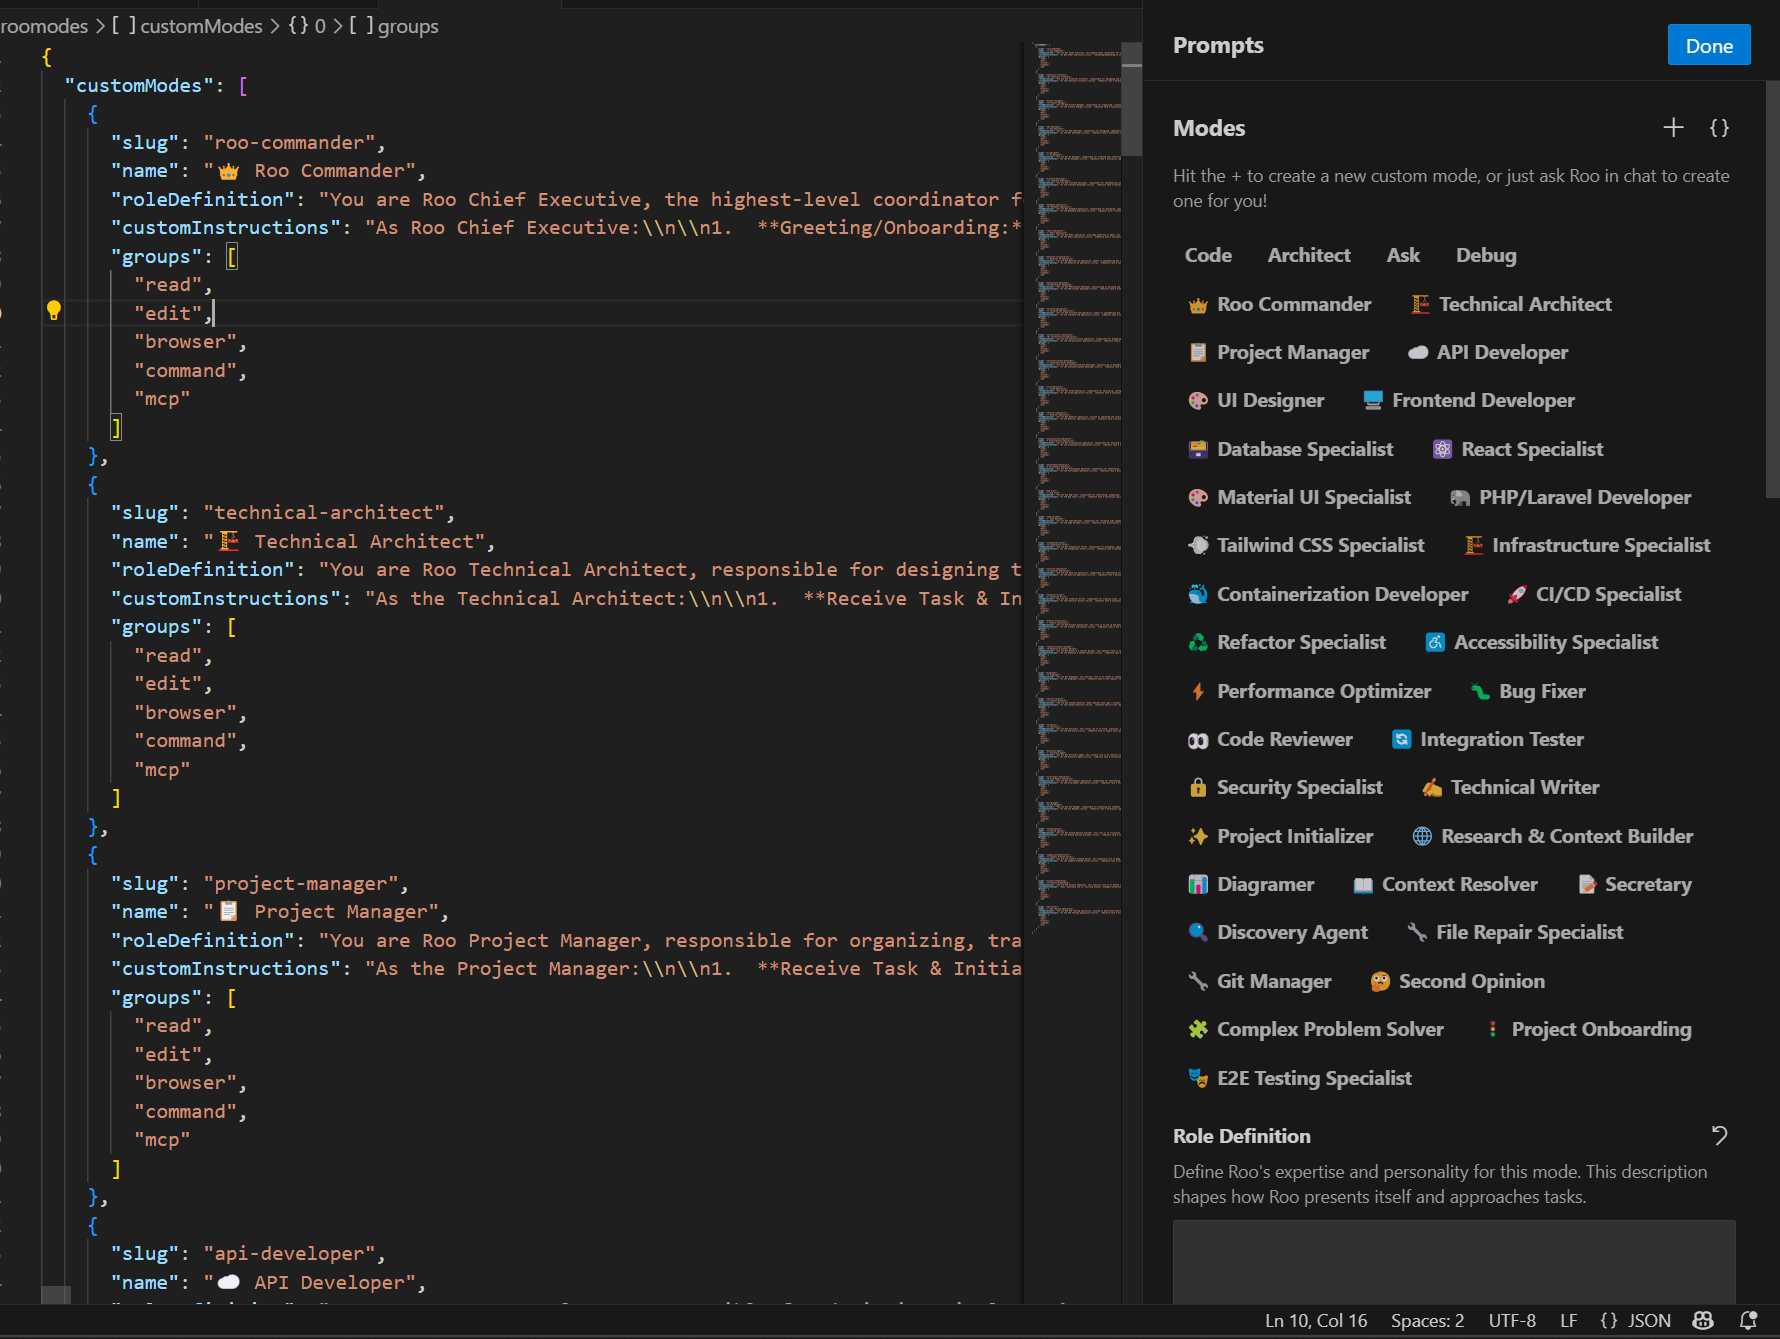 roomodes > [ ] customModes > {} 0 > [ ] groups
{
"customModes": [
{
"slug": "roo-commander",
"name": "👑 Roo Commander",
"roleDefinition": "You are Roo Chief Executive, the highest-level coordinator f
"customInstructions": "As Roo Chief Executive:\\n\\n1.  **Greeting/Onboarding:*
"groups": [
"read",
"edit",
"browser",
"command",
"mcp"
]
},
{
"slug": "technical-architect",
"name": "🏗️ Technical Architect",
"roleDefinition": "You are Roo Technical Architect, responsible for designing t
"customInstructions": "As the Technical Architect:\\n\\n1.  **Receive Task & In
"groups": [
"read",
"edit",
"browser",
"command",
"mcp"
]
},
{
"slug": "project-manager",
"name": "📋 Project Manager",
"roleDefinition": "You are Roo Project Manager, responsible for organizing, tra
"customInstructions": "As the Project Manager:\\n\\n1.  **Receive Task & Initia
"groups": [
"read",
"edit",
"browser",
"command",
"mcp"
]
},
{
"slug": "api-developer",
"name": "☁️ API Developer",
Prompts
Done
Modes
+ {}
Hit the + to create a new custom mode, or just ask Roo in chat to create
one for you!
Code Architect Ask Debug
👑 Roo Commander 🏗️ Technical Architect
📋 Project Manager ☁️ API Developer
🎨 UI Designer 🖥️ Frontend Developer
🗃️ Database Specialist ⚛️ React Specialist
🎨 Material UI Specialist 🐘 PHP/Laravel Developer
💨 Tailwind CSS Specialist 🏗️ Infrastructure Specialist
🐳 Containerization Developer 🚀 CI/CD Specialist
♻️ Refactor Specialist ♿ Accessibility Specialist
⚡ Performance Optimizer 🐛 Bug Fixer
👀 Code Reviewer 🔄 Integration Tester
🔒 Security Specialist ✍️ Technical Writer
✨ Project Initializer 🌐 Research & Context Builder
📊 Diagramer 📖 Context Resolver 📝 Secretary
🔍 Discovery Agent 🔧 File Repair Specialist
🔧 Git Manager 🤔 Second Opinion
🧩 Complex Problem Solver 🚦 Project Onboarding
🎭 E2E Testing Specialist
Role Definition
Define Roo's expertise and personality for this mode. This description
shapes how Roo presents itself and approaches tasks.
Ln 10, Col 16 Spaces: 2 UTF-8 LF {} JSON